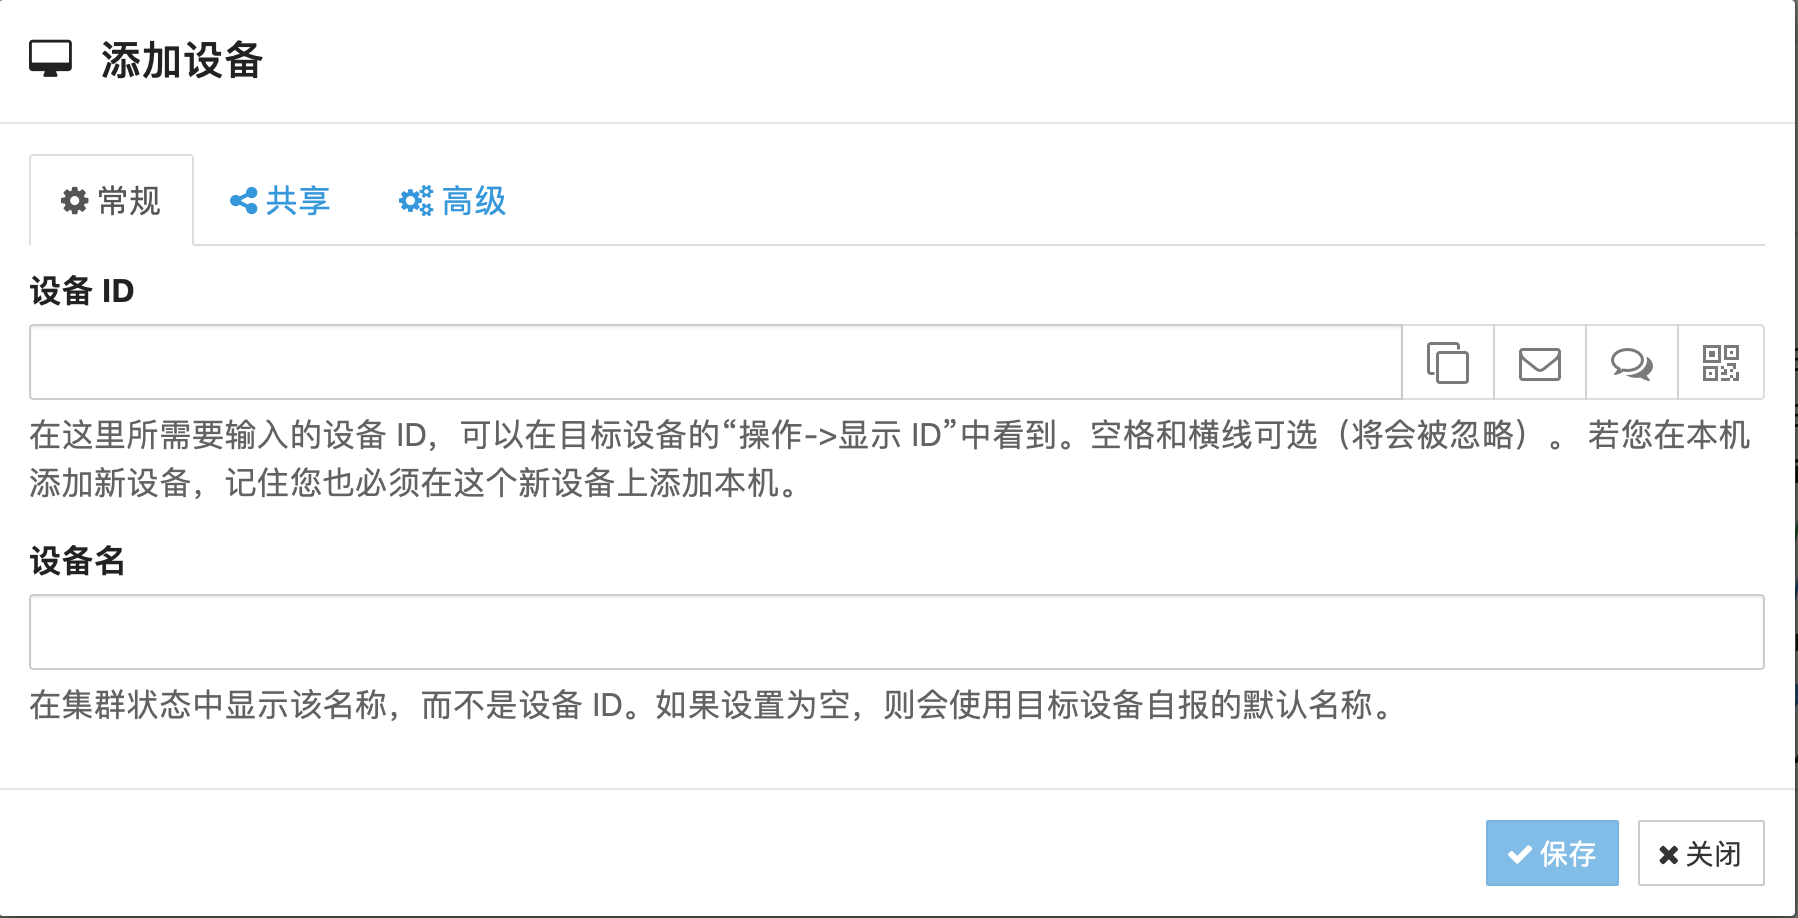 添加设备
常规 共享 高级
设备 ID
在这里所需要输入的设备 ID，可以在目标设备的“操作->显示 ID”中看到。空格和横线可选（将会被忽略）。 若您在本机
添加新设备，记住您也必须在这个新设备上添加本机。
设备名
在集群状态中显示该名称，而不是设备 ID。如果设置为空，则会使用目标设备自报的默认名称。
保存 关闭